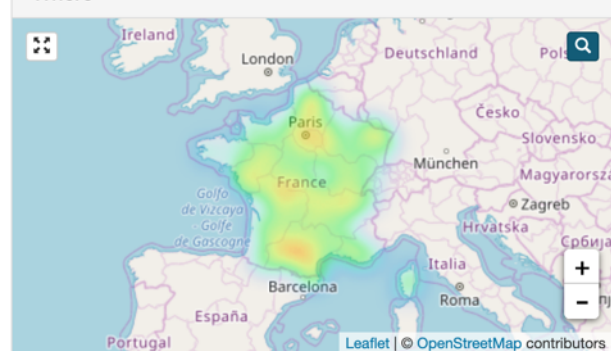 Ireland
London
Deutschland
Pols
Paris
Česko
Slovensko
München
Magyarorsza
France
Golfo
de Vizcaya
- Golfe
de Gascogne
Zagreb
Hrvatska
Србија
Italia
Barcelona
Roma
España
Portugal
+
−
Leaflet | © OpenStreetMap contributors